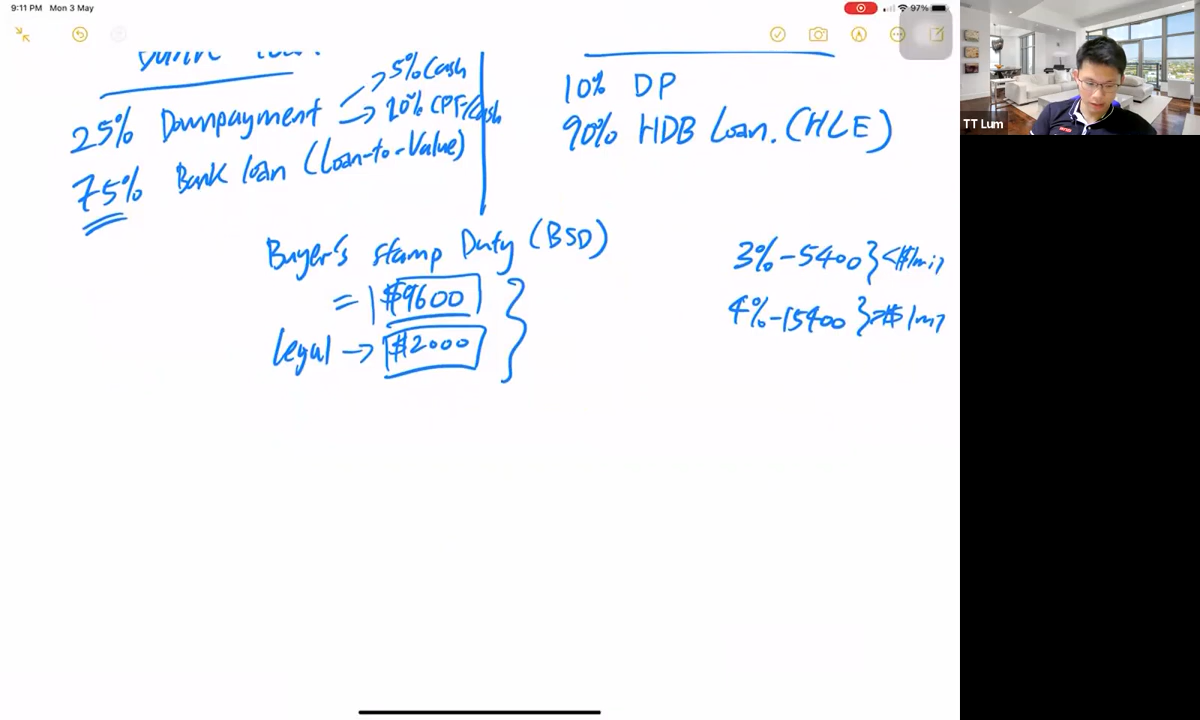 9:11 PM Mon 3 May
97%
25% Downpayment → 5% Cash
→ 20% CPF/Cash
75% Bank loan (Loan-to-Value)
10% DP
90% HDB Loan. (HLE)
Buyer's Stamp Duty (BSD)
= $9600
legal → $2000
3% - 5400 } <$1mil
4% - 15400 } >$1mil
TT Lum